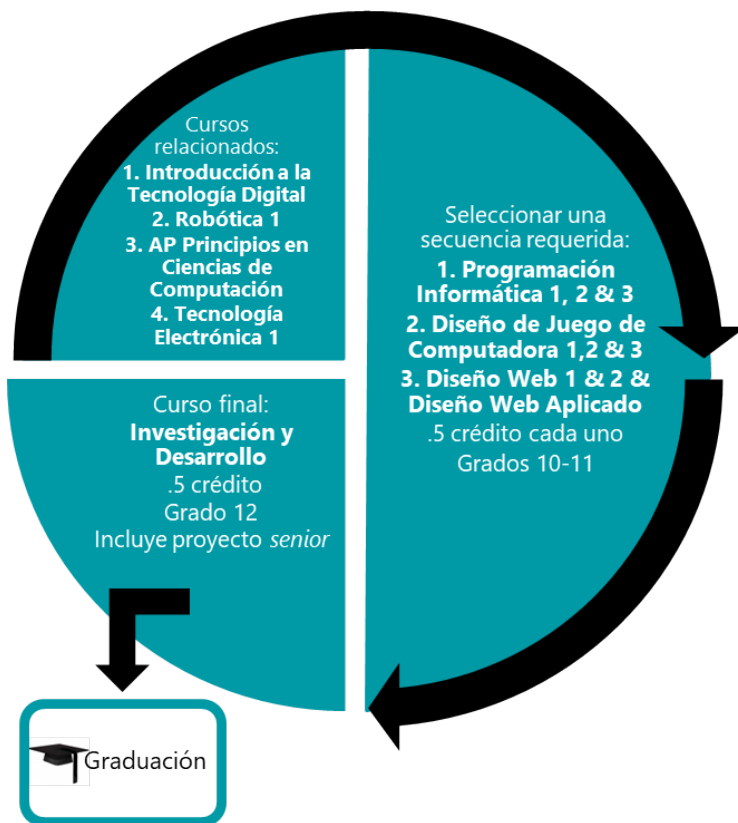 Cursos
relacionados:
1. Introducción a la
Tecnología Digital
2. Robótica 1
3. AP Principios en
Ciencias de
Computación
4. Tecnología
Electrónica 1
Seleccionar una
secuencia requerida:
1. Programación
Informática 1, 2 & 3
2. Diseño de Juego de
Computadora 1,2 & 3
3. Diseño Web 1 & 2 &
Diseño Web Aplicado
.5 crédito cada uno
Grados 10-11
Curso final:
Investigación y
Desarrollo
.5 crédito
Grado 12
Incluye proyecto senior
Graduación